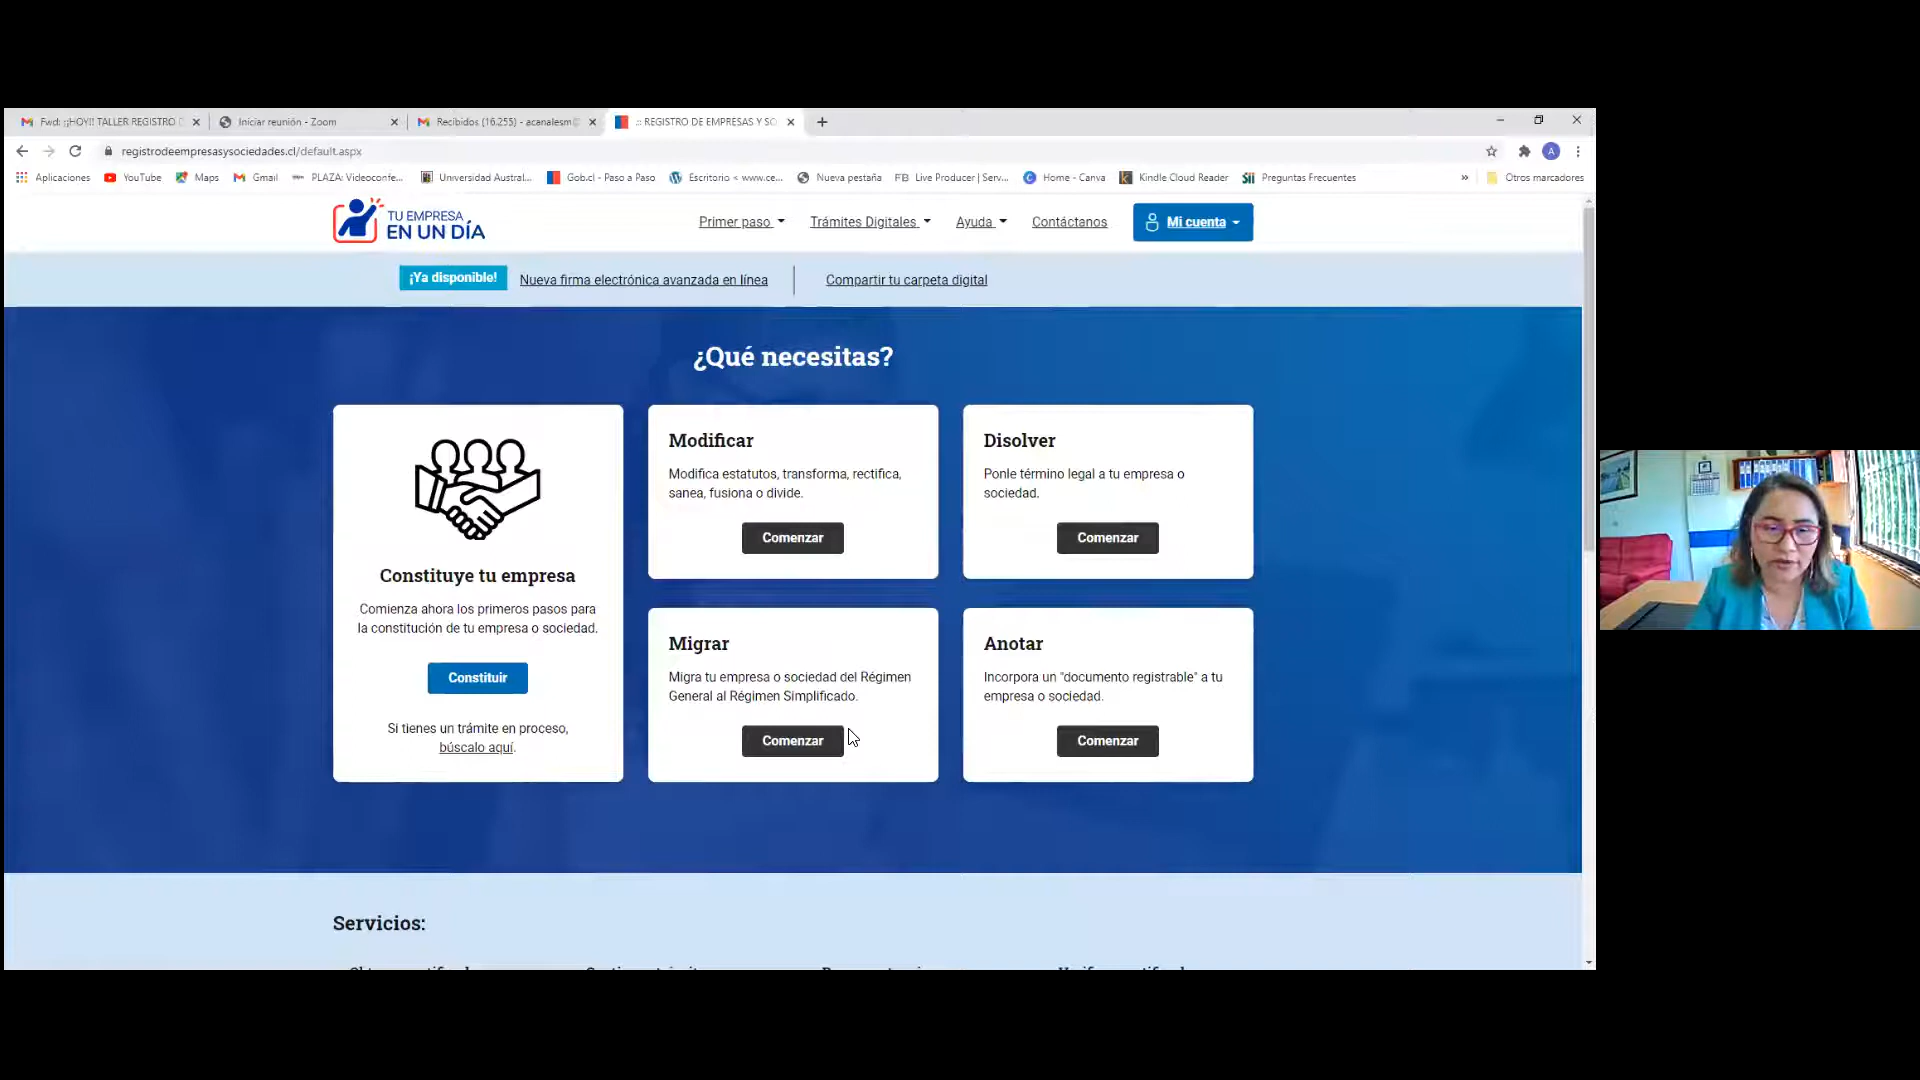 Fwd: ¡¡HOY!! TALLER REGISTRO
Iniciar reunión - Zoom
Recibidos (16.255) - acanalesm
.:: REGISTRO DE EMPRESAS Y SO
registrodeempresasysociedades.cl/default.aspx
Aplicaciones
YouTube
Maps
Gmail
PLAZA: Videoconfe...
Universidad Austral...
Gob.cl - Paso a Paso
Escritorio < www.ce...
Nueva pestaña
FB Live Producer | Serv...
Home - Canva
Kindle Cloud Reader
Sii Preguntas Frecuentes
»
Otros marcadores
TU EMPRESA
EN UN DÍA
Primer paso
Trámites Digitales
Ayuda
Contáctanos
Mi cuenta
¡Ya disponible!
Nueva firma electrónica avanzada en línea
Compartir tu carpeta digital
¿Qué necesitas?
Constituye tu empresa
Comienza ahora los primeros pasos para
la constitución de tu empresa o sociedad.
Constituir
Si tienes un trámite en proceso,
búscalo aquí.
Modificar
Modifica estatutos, transforma, rectifica,
sanea, fusiona o divide.
Comenzar
Disolver
Ponle término legal a tu empresa o
sociedad.
Comenzar
Migrar
Migra tu empresa o sociedad del Régimen
General al Régimen Simplificado.
Comenzar
Anotar
Incorpora un "documento registrable" a tu
empresa o sociedad.
Comenzar
Servicios: